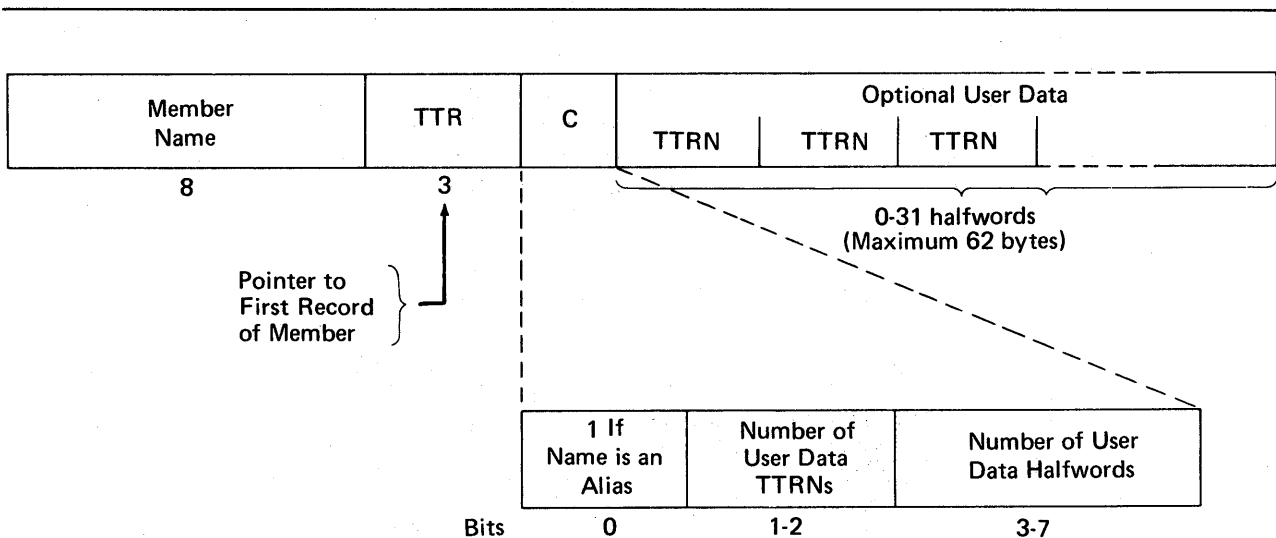 Member
Name
TTR
C
Optional User Data
TTRN
TTRN
TTRN
8
3
0-31 halfwords
(Maximum 62 bytes)
Pointer to
First Record
of Member
1 If
Name is an
Alias
Number of
User Data
TTRNs
Number of User
Data Halfwords
Bits
0
1-2
3-7